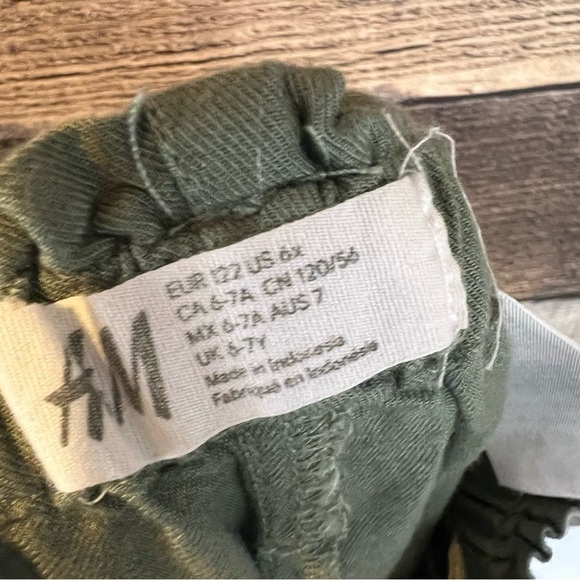 H&M
EUR 122 US 6x
CA 6-7A CN 120/56
MX 6-7A AUS 7
UK 6-7Y
Made in Indonesia
Fabriqué en Indonésie